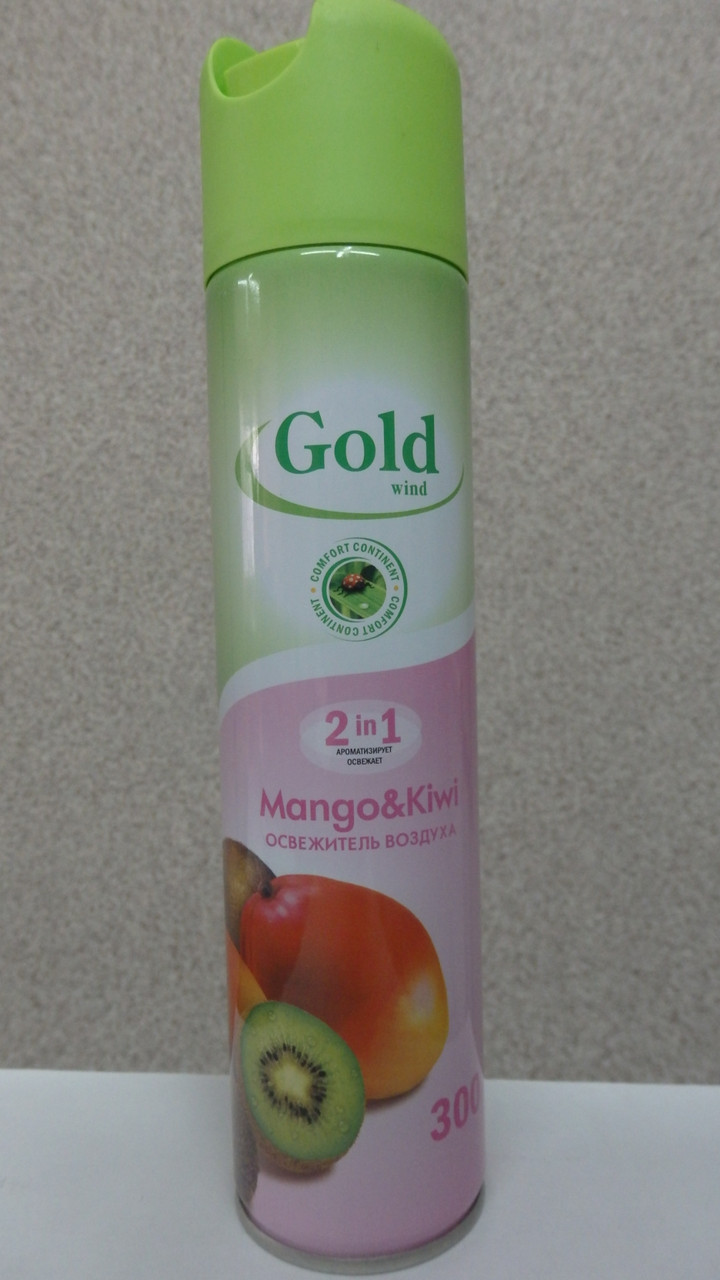 Gold
wind
COMFORT CONTINENT
COMFORT CONTINENT
2 in 1
АРОМАТИЗИРУЕТ
ОСВЕЖАЕТ
Mango&Kiwi
ОСВЕЖИТЕЛЬ ВОЗДУХА
300